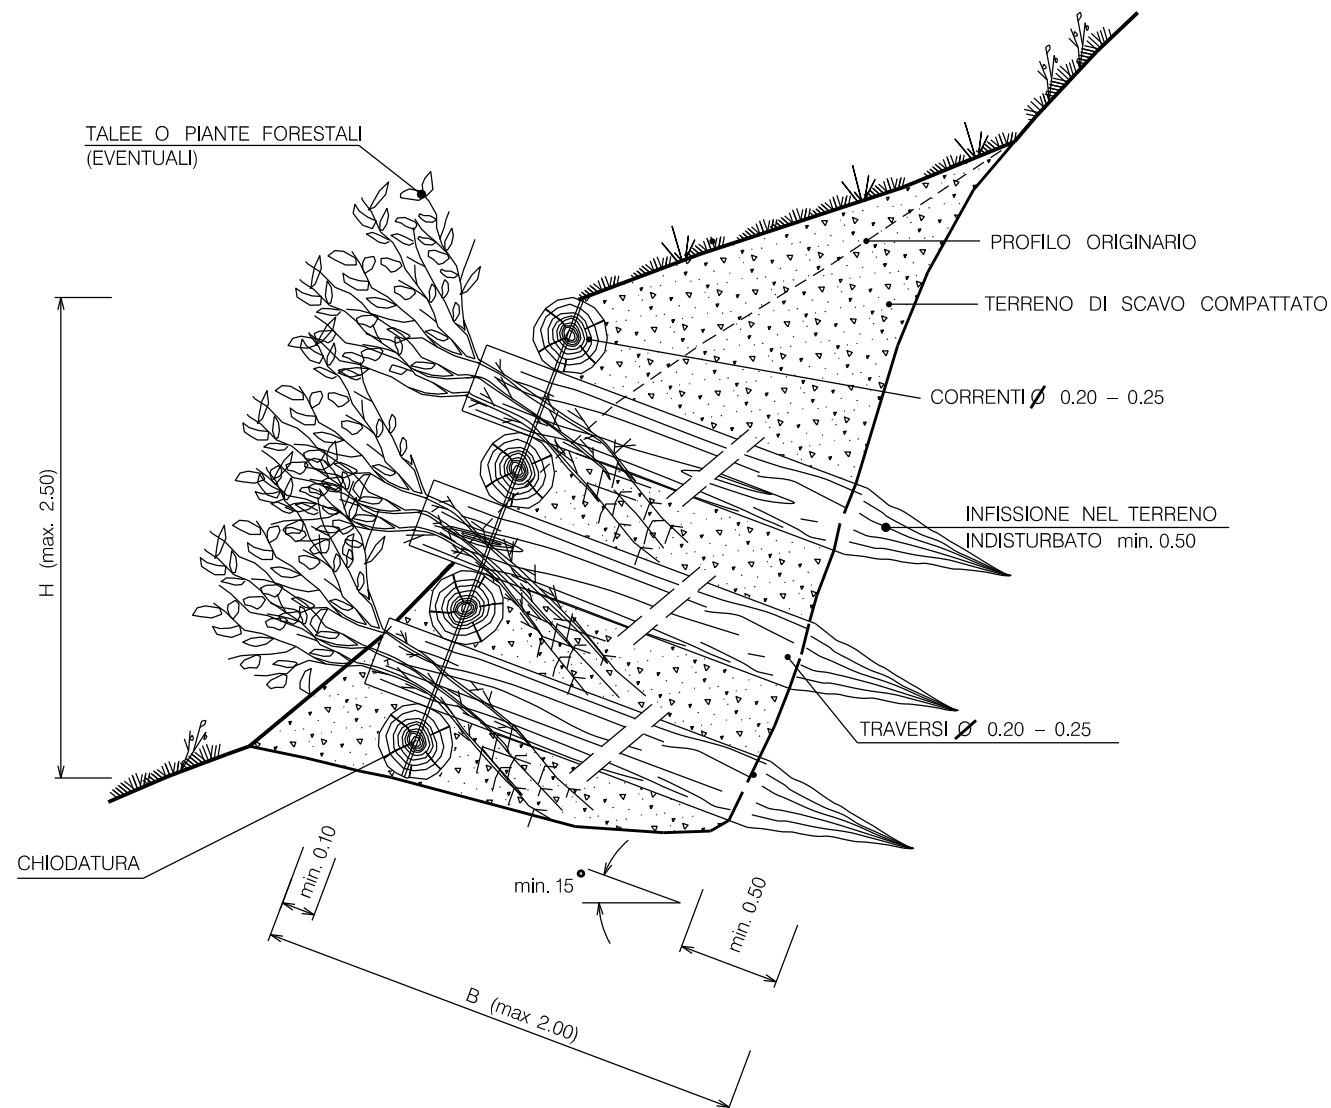 TALEE O PIANTE FORESTALI
(EVENTUALI)
PROFILO ORIGINARIO
TERRENO DI SCAVO COMPATTATO
CORRENTI Ø 0.20 - 0.25
H (max. 2.50)
INFISSIONE NEL TERRENO
INDISTURBATO min. 0.50
TRAVERSI Ø 0.20 - 0.25
CHIODATURA
min. 0.10
min. 15°
min. 0.50
B (max 2.00)